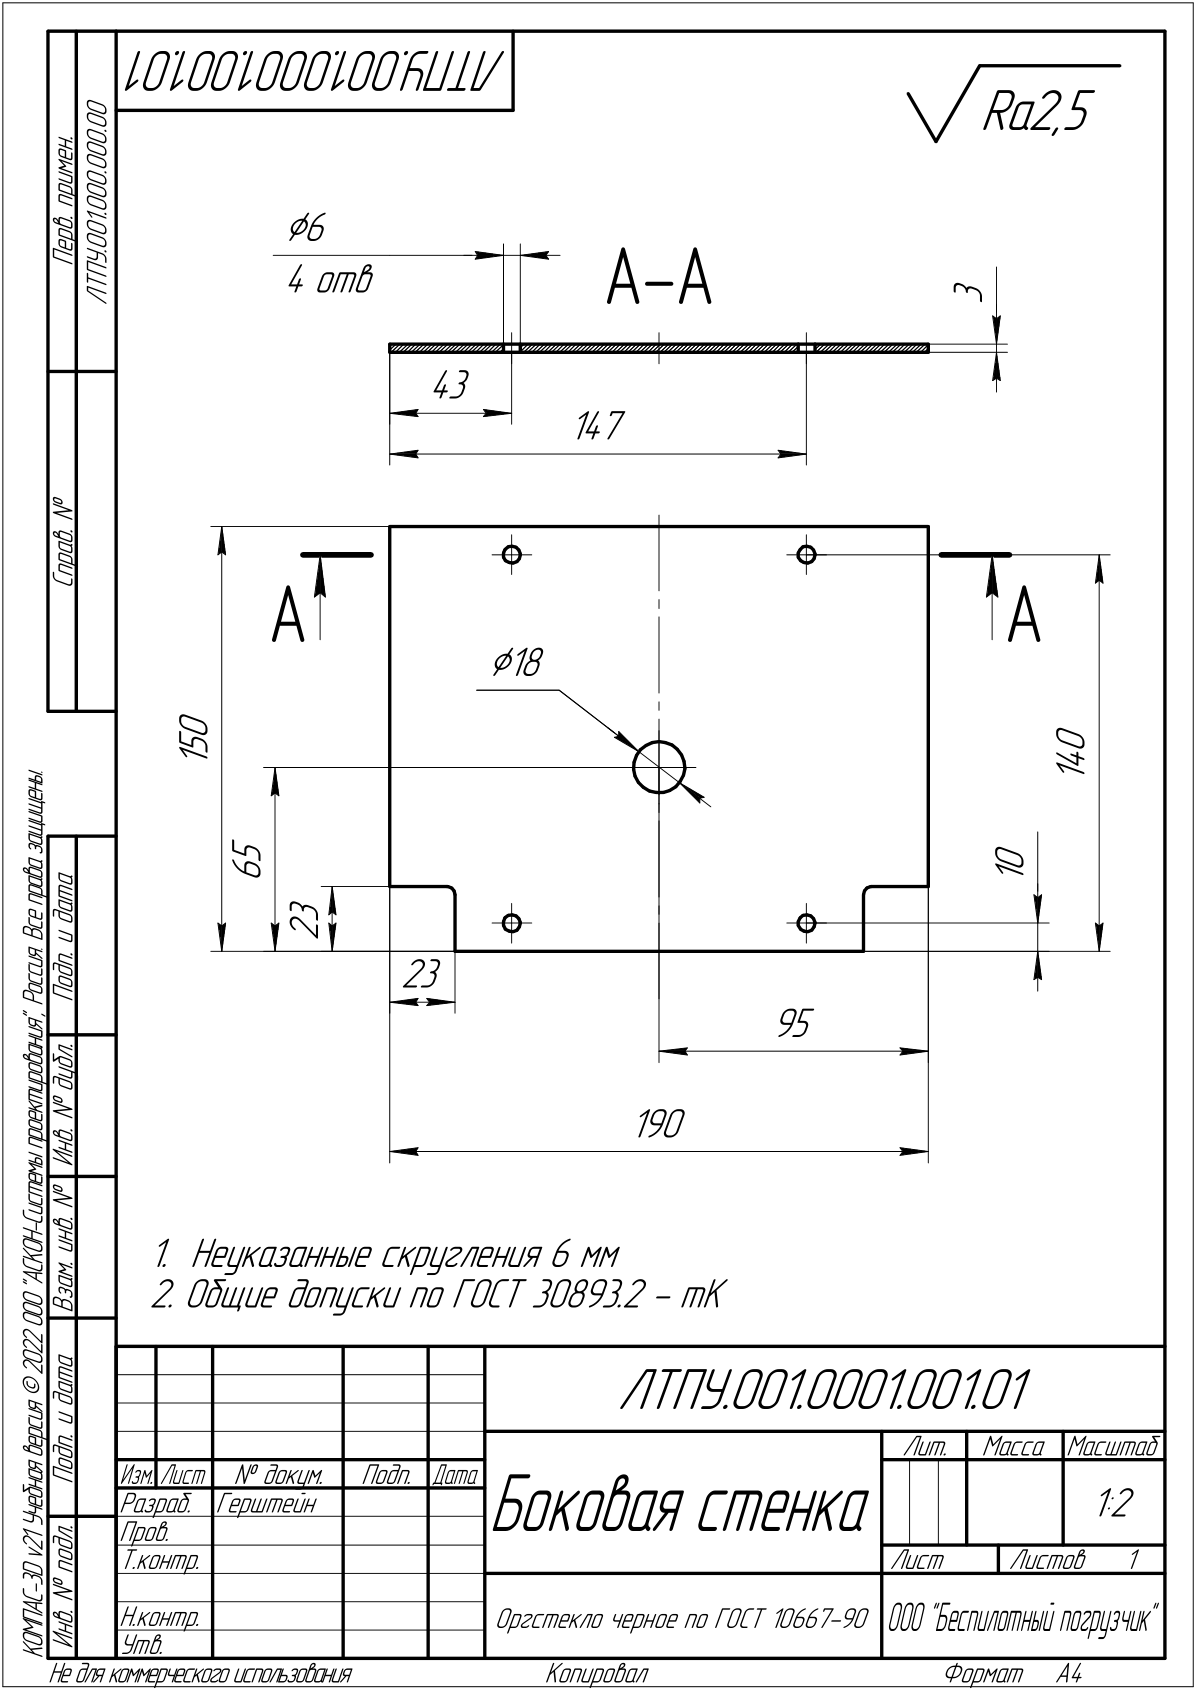 ЛТПУ.001.0001.001.01
Ra2,5
Перв. примен.
ЛТПУ.001.000.000.00
Справ. №
⌀6
4 отв
А-А
3
43
147
А
А
⌀18
150
140
65
10
23
23
95
190
1. Неуказанные скругления 6 мм
2. Общие допуски по ГОСТ 30893.2 - mK
КОМПАС-3D v21 Учебная версия © 2022 ООО "АСКОН-Системы проектирования", Россия. Все права защищены.
Подп. и дата
Инв. № дубл.
Взам. инв. №
Подп. и дата
Инв. № подл.
ЛТПУ.001.0001.001.01
Изм. Лист № докум. Подп. Дата
Разраб. Герштейн
Пров.
Т.контр.
Н.контр.
Утв.
Боковая стенка
Лит. Масса Масштаб
1:2
Лист Листов 1
Оргстекло черное по ГОСТ 10667-90
ООО "Беспилотный погрузчик"
Не для коммерческого использования Копировал Формат А4